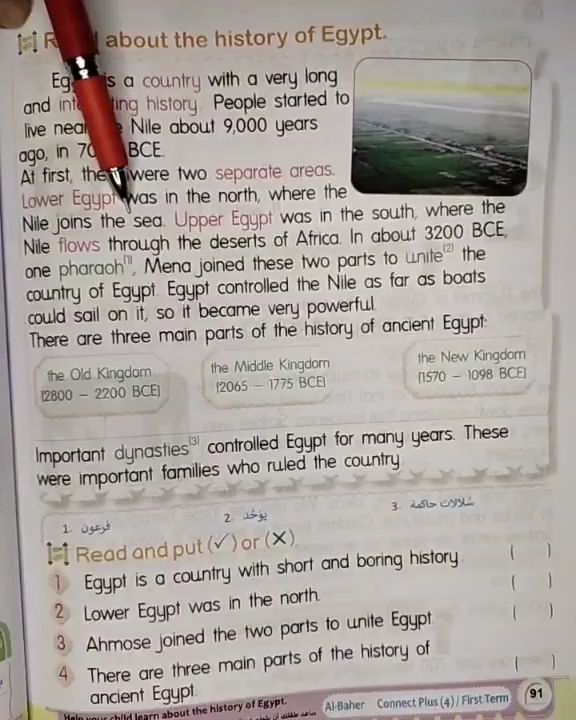 about the history of Egypt.
is a country with a very long
and history. People started to
live Nile about 9,000 years
ago, in BCE.
At first, were two separate areas.
Lower Egypt was in the north, where the
Nile joins the sea. Upper Egypt was in the south, where the
Nile flows through the deserts of Africa. In about 3200 BCE,
one pharaoh[1], Mena joined these two parts to unite[2] the
country of Egypt. Egypt controlled the Nile as far as boats
could sail on it, so it became very powerful.
There are three main parts of the history of ancient Egypt:
the Old Kingdom
(2800 – 2200 BCE)
the Middle Kingdom
(2065 – 1775 BCE)
the New Kingdom
(1570 – 1098 BCE)
Important dynasties[3] controlled Egypt for many years. These
were important families who ruled the country.
1. فرعون
2. يوحّد
3. سلالات حاكمة
Read and put (✓) or (✗)
1 Egypt is a country with short and boring history. ( )
2 Lower Egypt was in the north. ( )
3 Ahmose joined the two parts to unite Egypt. ( )
4 There are three main parts of the history of
ancient Egypt. ( )
Help your child learn about the history of Egypt.
Al-Baher Connect Plus (4) / First Term
91